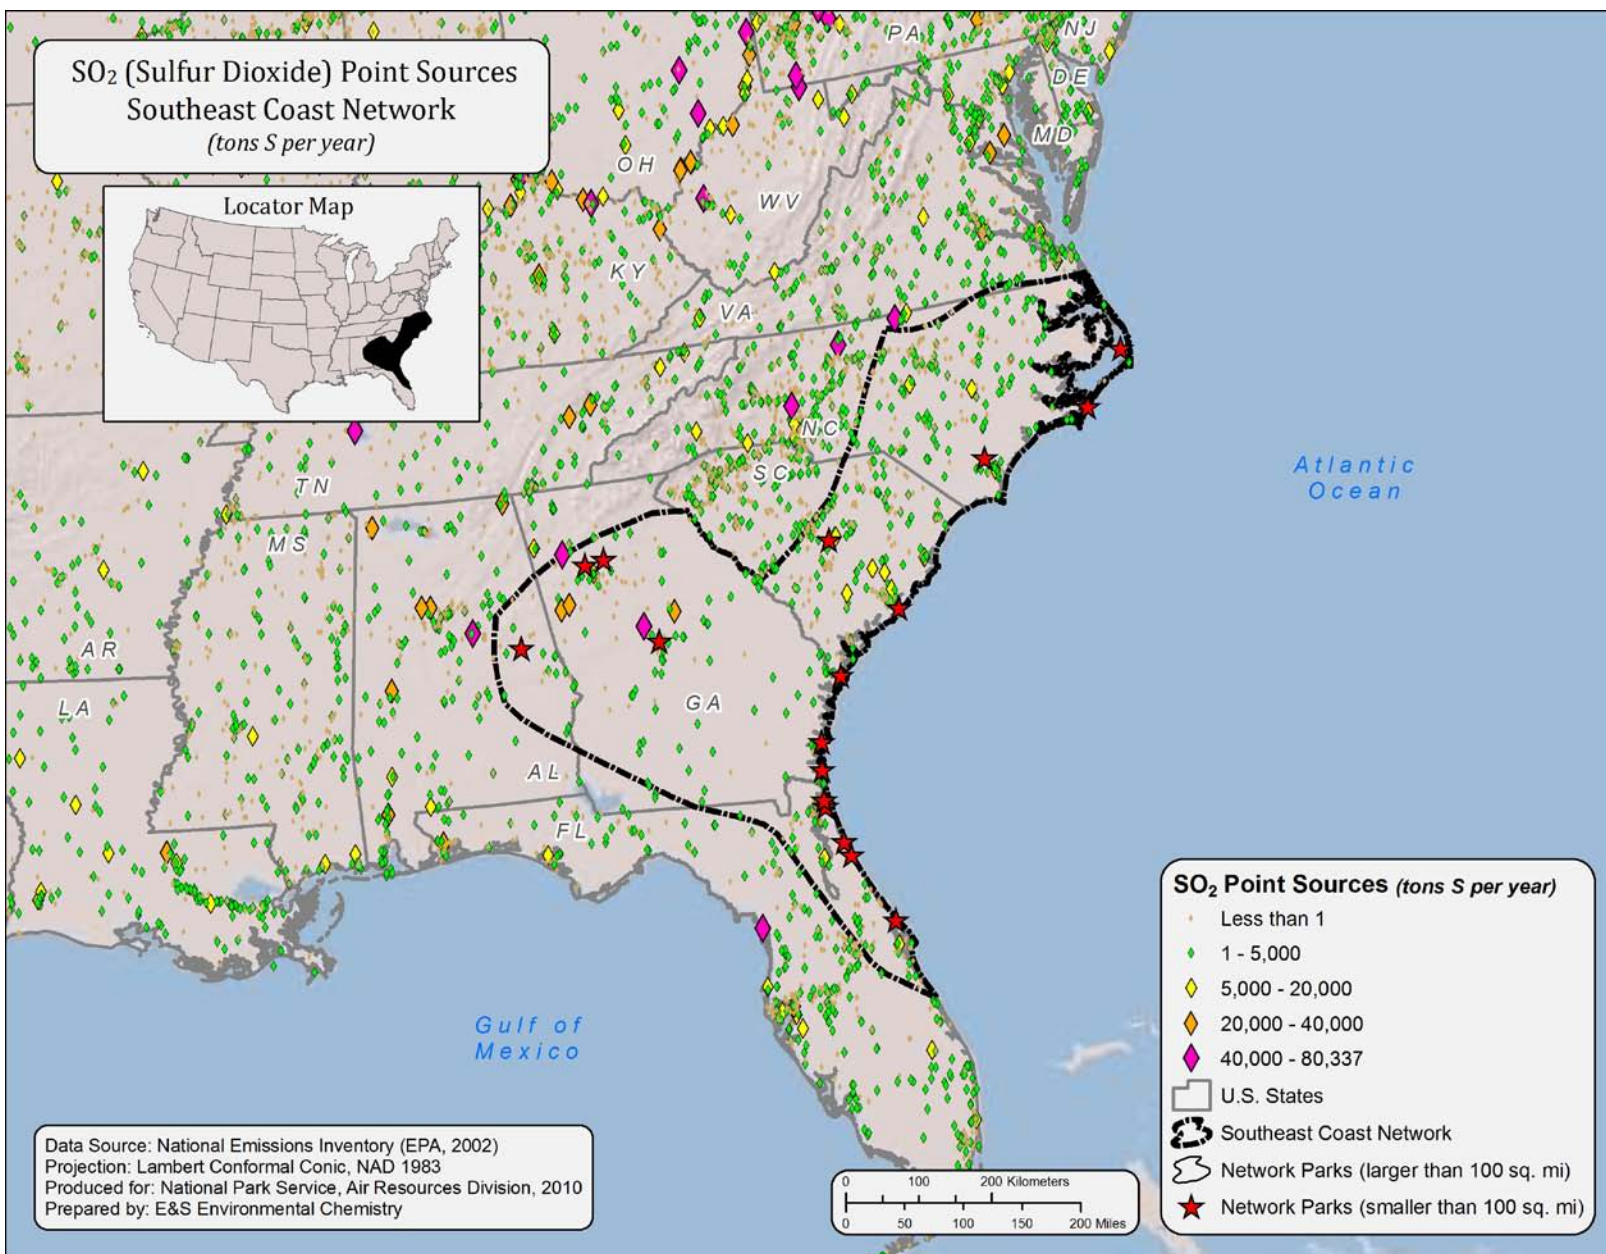 SO₂ (Sulfur Dioxide) Point Sources
Southeast Coast Network
(tons S per year)
Locator Map
PA
NJ
DE
MD
OH
WV
KY
VA
NC
TN
SC
MS
AR
LA
GA
AL
FL
Atlantic
Ocean
Gulf of
Mexico
SO₂ Point Sources (tons S per year)
Less than 1
1 - 5,000
5,000 - 20,000
20,000 - 40,000
40,000 - 80,337
U.S. States
Southeast Coast Network
Network Parks (larger than 100 sq. mi)
Network Parks (smaller than 100 sq. mi)
Data Source: National Emissions Inventory (EPA, 2002)
Projection: Lambert Conformal Conic, NAD 1983
Produced for: National Park Service, Air Resources Division, 2010
Prepared by: E&S Environmental Chemistry
0 100 200 Kilometers
0 50 100 150 200 Miles